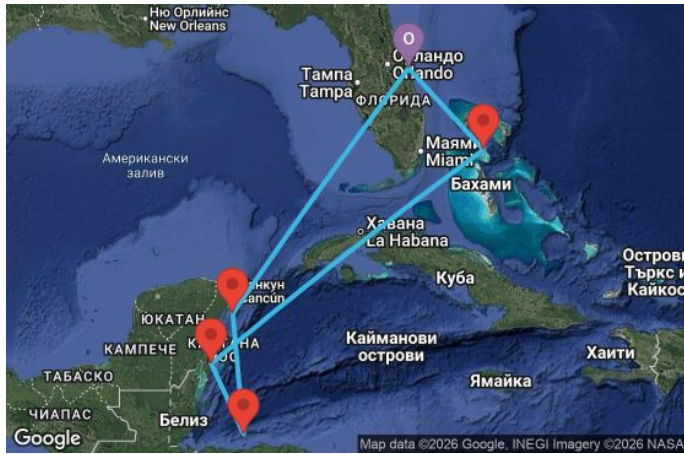 Ню Орлийнс
New Orleans
O
Орландо
Orlando
Тампа
Tampa
ФЛОРИДА
Маями
Miami
Американски
залив
Бахами
Хавана
La Habana
Острови
Търкс и
Кайкос
Cancún
Куба
ЮКАТАН
КАМПЕЧЕ
Кайманови
острови
Хаити
ТАБАСКО
Ямайка
ЧИАПАС
Белиз
Google
Map data ©2026 Google, INEGI Imagery ©2026 NASA